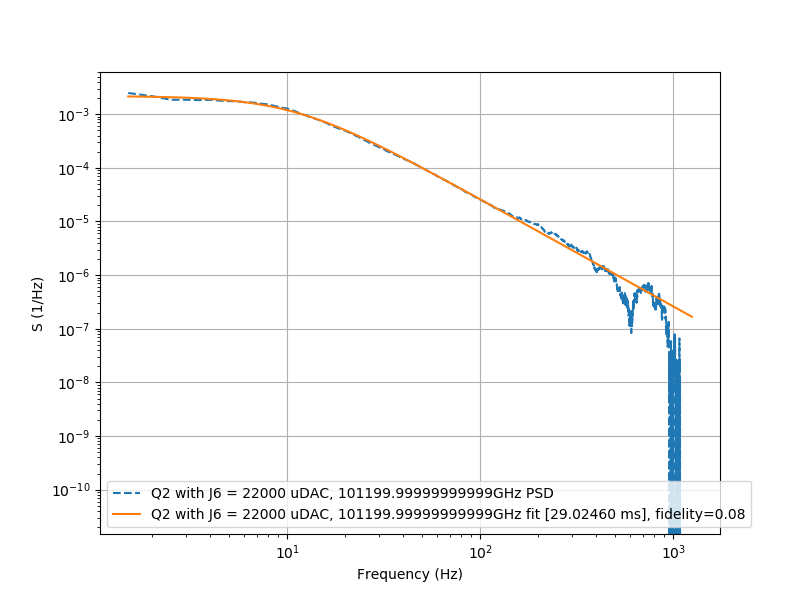 10⁻³
10⁻⁴
10⁻⁵
10⁻⁶
10⁻⁷
10⁻⁸
10⁻⁹
10⁻¹⁰
S (1/Hz)
Q2 with J6 = 22000 uDAC, 101199.99999999999GHz PSD
Q2 with J6 = 22000 uDAC, 101199.99999999999GHz fit [29.02460 ms], fidelity=0.08
10¹
10²
10³
Frequency (Hz)